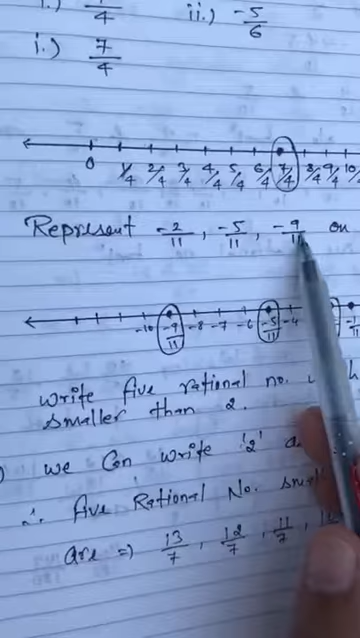 ii.) -5/6
i.) 7/4
0 1/4 2/4 3/4 4/4 5/4 6/4 7/4 8/4 9/4 10
Represent -2/11, -5/11, -9/11 on
-10 -9/11 -8 -7 -6 -5/11 -4
write five rational no.
smaller than 2.
we Can write '2'
∴ five Rational No.
are => 13/7, 12/7, 11/7,